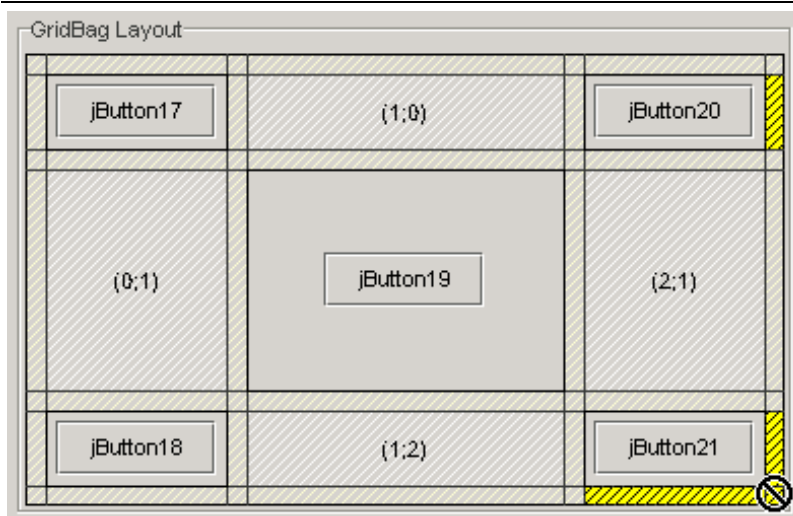 GridBag Layout
jButton17 (1;0) jButton20
(0;1) jButton19 (2;1)
jButton18 (1;2) jButton21